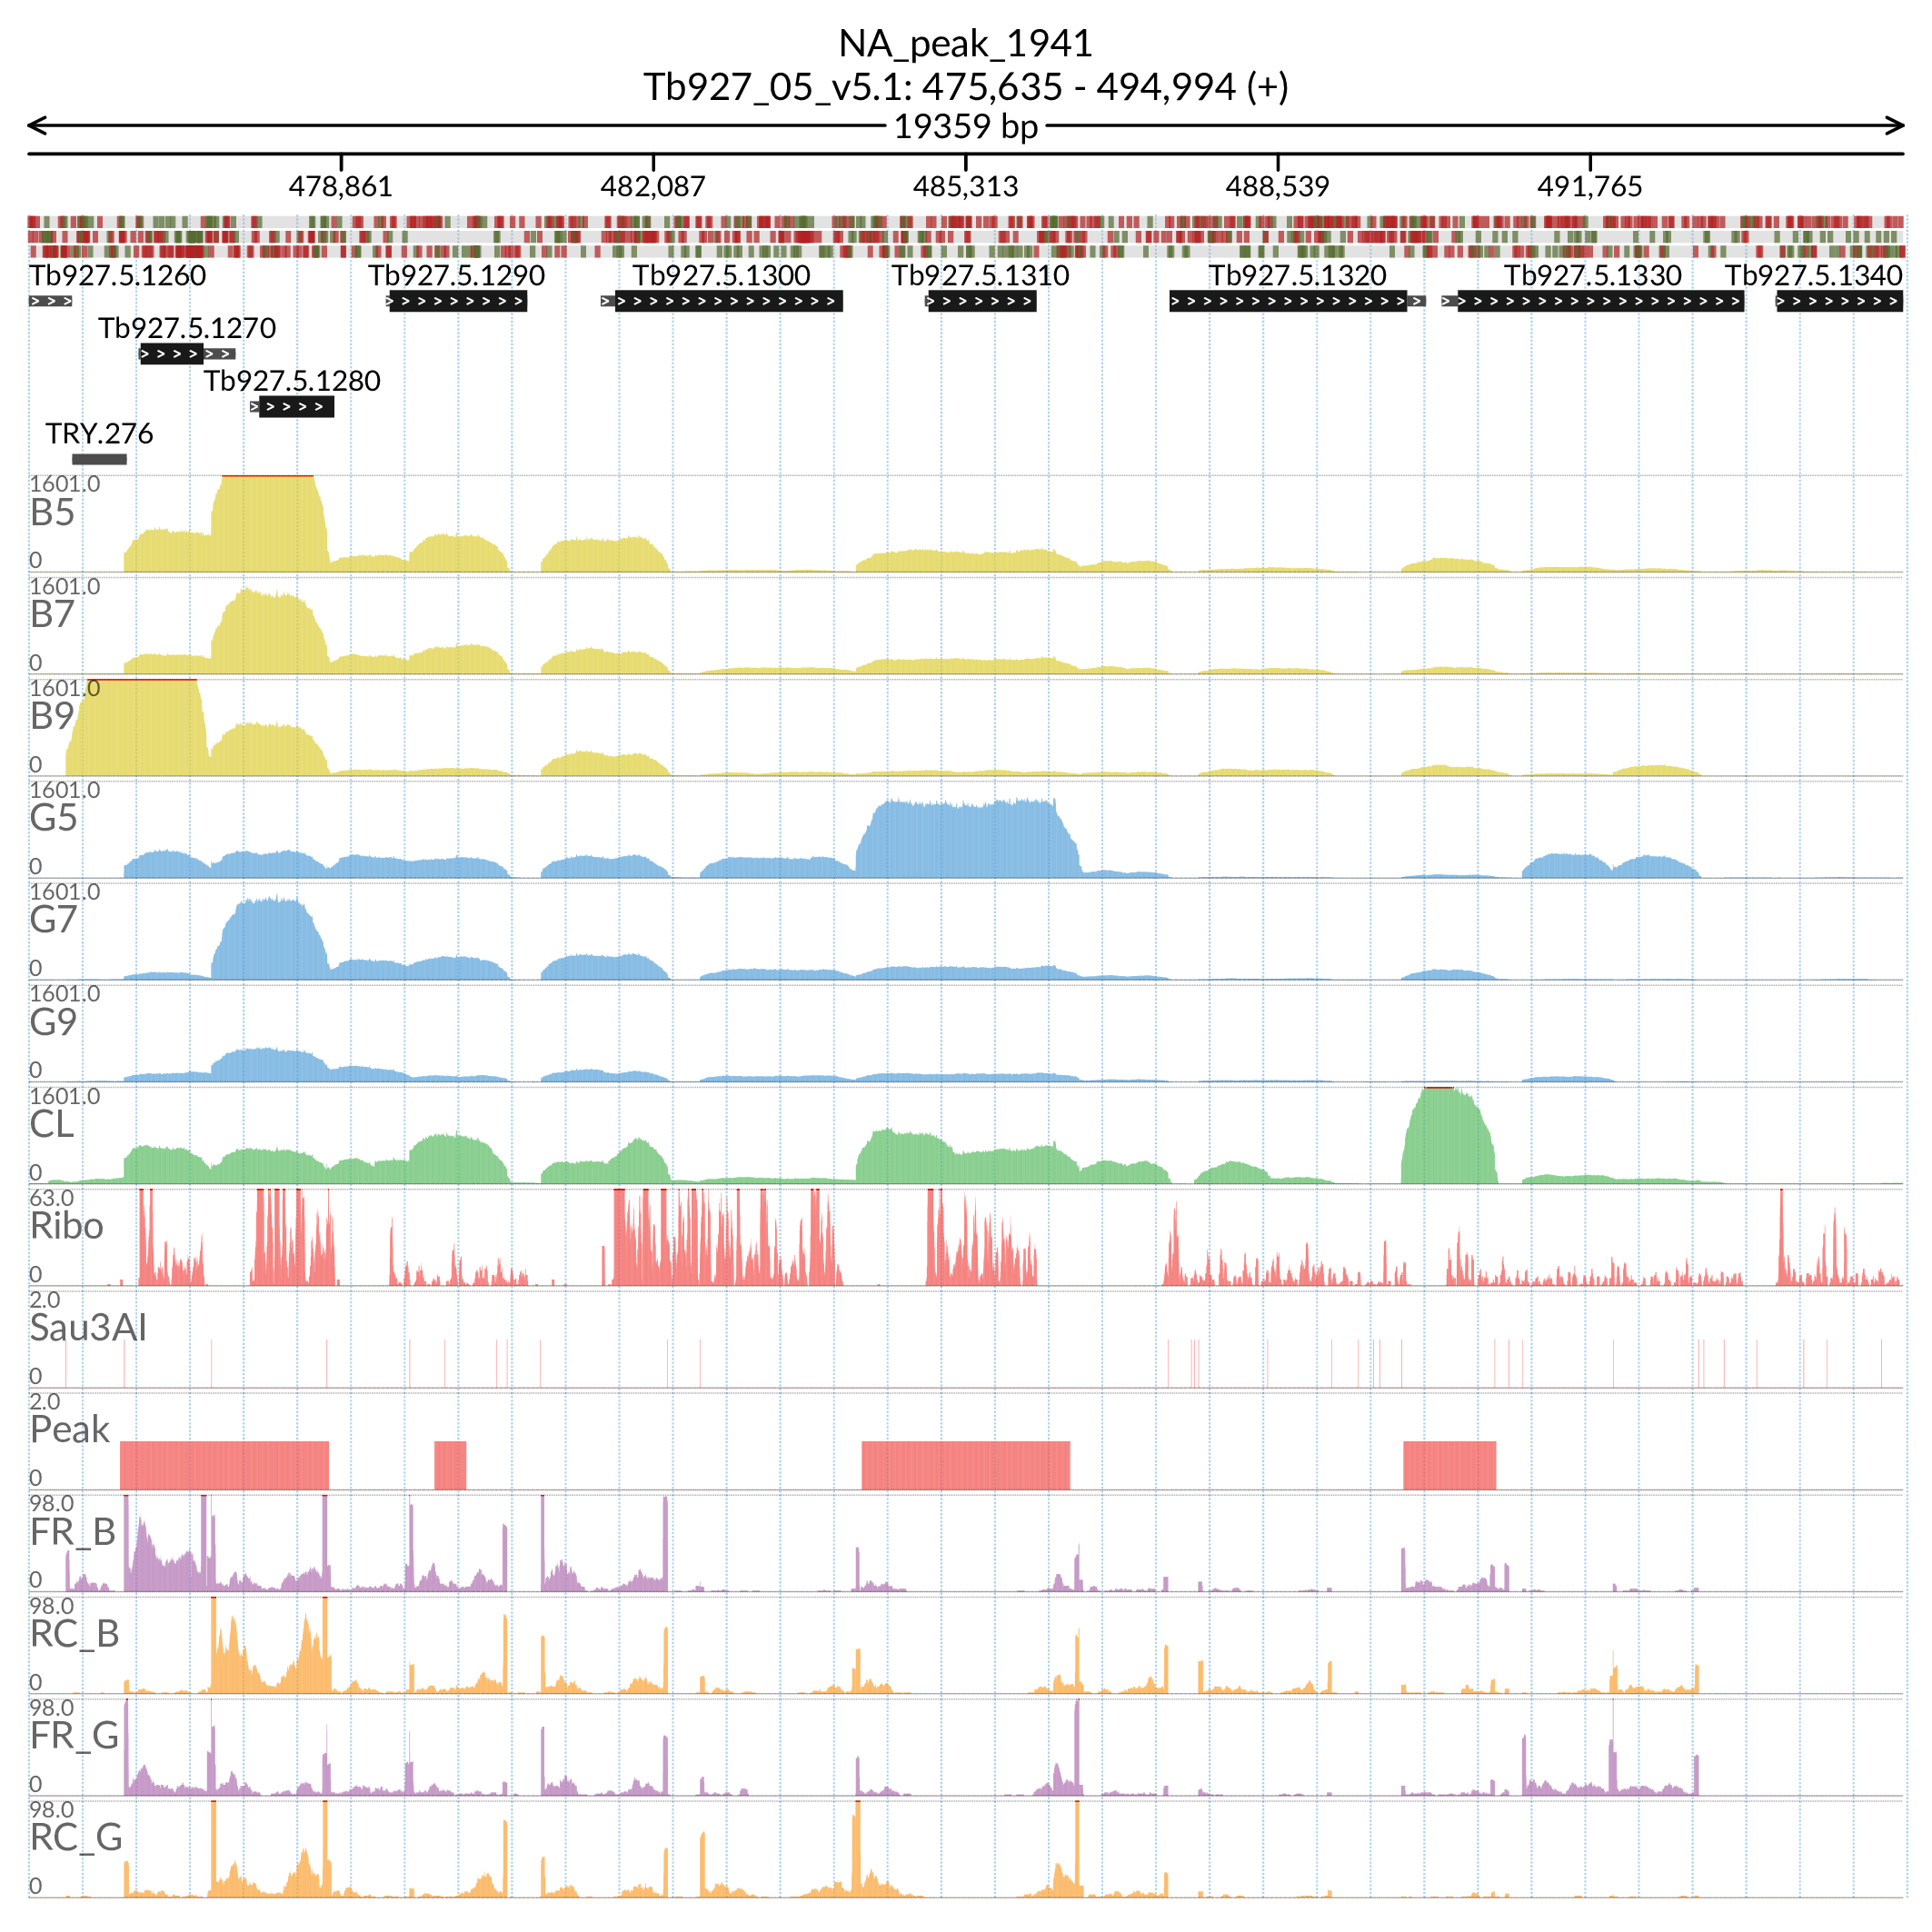 NA_peak_1941
Tb927_05_v5.1: 475,635 - 494,994 (+)
19359 bp
478,861 482,087 485,313 488,539 491,765
Tb927.5.1260 Tb927.5.1290 Tb927.5.1300 Tb927.5.1310 Tb927.5.1320 Tb927.5.1330 Tb927.5.1340
Tb927.5.1270
Tb927.5.1280
TRY.276
1601.0
B5
0
1601.0
B7
0
1601.0
B9
0
1601.0
G5
0
1601.0
G7
0
1601.0
G9
0
1601.0
CL
0
63.0
Ribo
0
2.0
Sau3AI
0
2.0
Peak
0
98.0
FR_B
0
98.0
RC_B
0
98.0
FR_G
0
98.0
RC_G
0